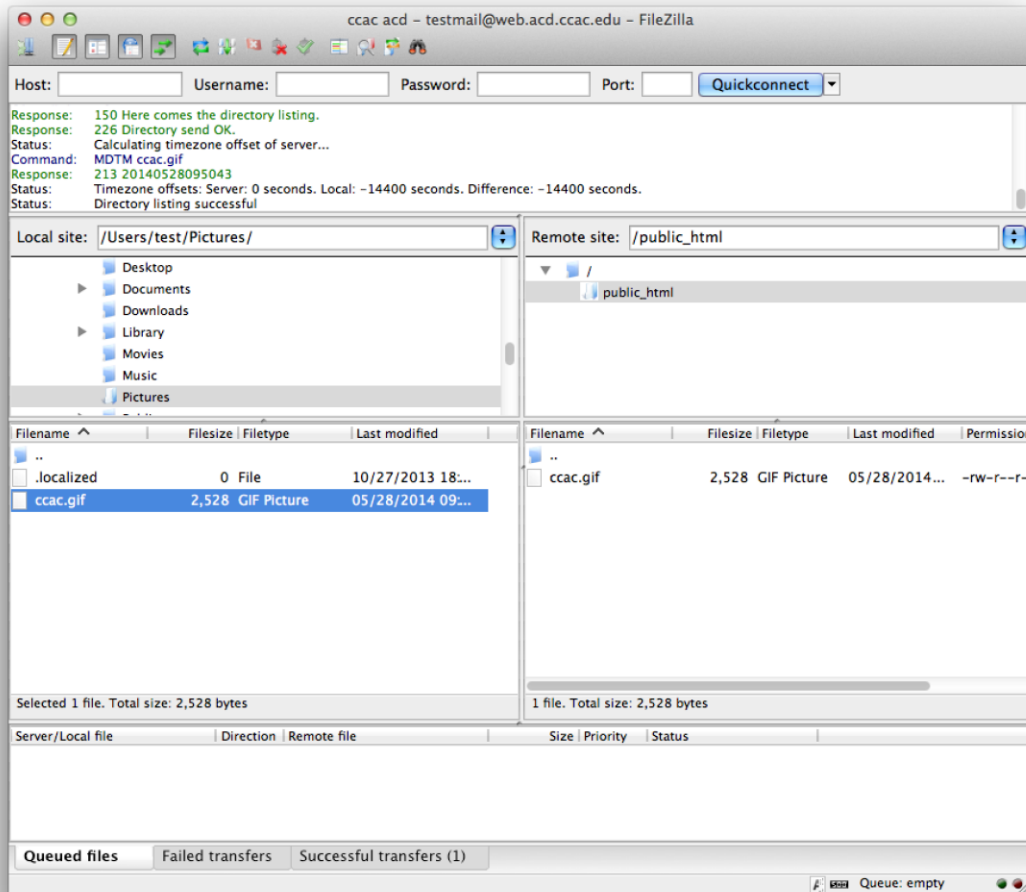 ccac acd – testmail@web.acd.ccac.edu – FileZilla
Host: Username: Password: Port: Quickconnect
Response: 150 Here comes the directory listing.
Response: 226 Directory send OK.
Status: Calculating timezone offset of server...
Command: MDTM ccac.gif
Response: 213 20140528095043
Status: Timezone offsets: Server: 0 seconds. Local: -14400 seconds. Difference: -14400 seconds.
Status: Directory listing successful
Local site: /Users/test/Pictures/
Desktop
Documents
Downloads
Library
Movies
Music
Pictures
Remote site: /public_html
/
public_html
Filename Filesize Filetype Last modified
..
.localized 0 File 10/27/2013 18:...
ccac.gif 2,528 GIF Picture 05/28/2014 09:...
Selected 1 file. Total size: 2,528 bytes
Filename Filesize Filetype Last modified Permission
..
ccac.gif 2,528 GIF Picture 05/28/2014... -rw-r--r-
1 file. Total size: 2,528 bytes
Server/Local file Direction Remote file Size Priority Status
Queued files Failed transfers Successful transfers (1)
Queue: empty